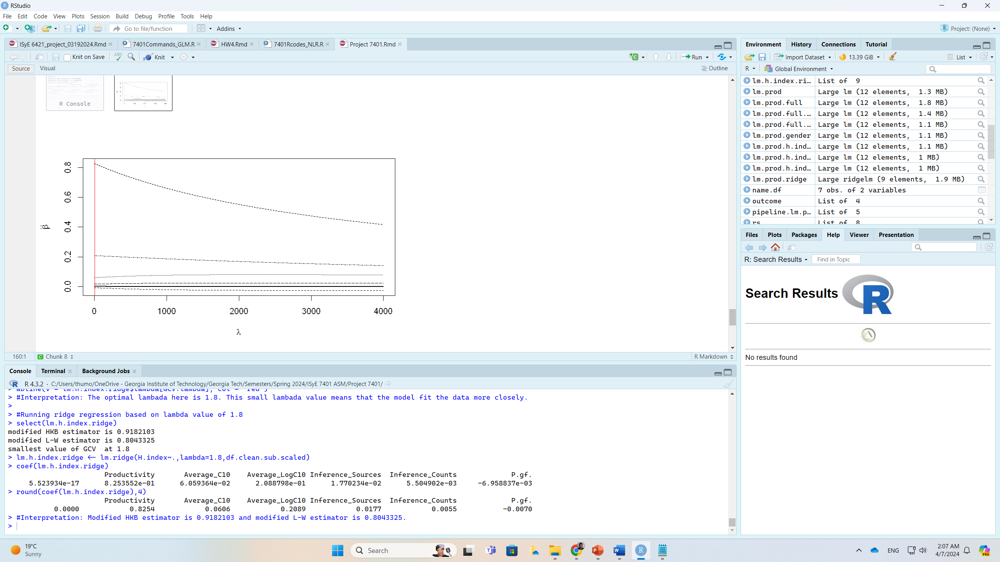 RStudio
File Edit Code View Plots Session Build Debug Profile Tools Help
Go to file/function Addins Project: (None)
ISyE 6421_project_03192024.Rmd 7401Commands_GLM.R HW4.Rmd 7401Rcodes_NLR.R Project 7401.Rmd
Knit on Save ABC Knit Run
Source Visual Outline
R Console
0.8
0.6
0.4
0.2
0.0
β
0 1000 2000 3000 4000
λ
160:1 Chunk 8 R Markdown
Console Terminal Background Jobs
R 4.3.2 · C:/Users/thumo/OneDrive - Georgia Institute of Technology/Georgia Tech/Semesters/Spring 2024/ISyE 7401 ASM/Project 7401/
> abline(v = lm.h.index.ridge$lambda[GCV.lambda], col = "red")
> #Interpretation: The optimal lambada here is 1.8. This small lambada value means that the model fit the data more closely.
>
> #Running ridge regression based on lambda value of 1.8
> select(lm.h.index.ridge)
modified HKB estimator is 0.9182103
modified L-W estimator is 0.8043325
smallest value of GCV  at 1.8
> lm.h.index.ridge <- lm.ridge(H.index~.,lambda=1.8,df.clean.sub.scaled)
> coef(lm.h.index.ridge)
Productivity Average_C10 Average_LogC10 Inference_Sources Inference_Counts P.gf.
5.523934e-17 8.253552e-01 6.059364e-02 2.088798e-01 1.770234e-02 5.504902e-03 -6.958837e-03
> round(coef(lm.h.index.ridge),4)
Productivity Average_C10 Average_LogC10 Inference_Sources Inference_Counts P.gf.
0.0000 0.8254 0.0606 0.2089 0.0177 0.0055 -0.0070
> #Interpretation: Modified HKB estimator is 0.9182103 and modified L-W estimator is 0.8043325.
>
Environment History Connections Tutorial
Import Dataset 13.39 GiB List
R Global Environment
lm.h.index.ri… List of 9
lm.prod Large lm (12 elements, 1.3 MB)
lm.prod.full Large lm (12 elements, 1.8 MB)
lm.prod.full.… Large lm (12 elements, 1.4 MB)
lm.prod.full.… Large lm (12 elements, 1.1 MB)
lm.prod.gender Large lm (12 elements, 1.1 MB)
lm.prod.h.ind… Large lm (12 elements, 1.1 MB)
lm.prod.h.ind… Large lm (12 elements, 1 MB)
lm.prod.h.ind… Large lm (12 elements, 1 MB)
lm.prod.ridge Large ridgelm (9 elements, 1.9 MB)
name.df 7 obs. of 2 variables
outcome List of 4
pipeline.lm.p… List of 5
rs List of 8
Files Plots Packages Help Viewer Presentation
R: Search Results Find in Topic
Search Results R
No results found
19°C
Sunny
Search
ENG
2:07 AM
4/7/2024
PRE